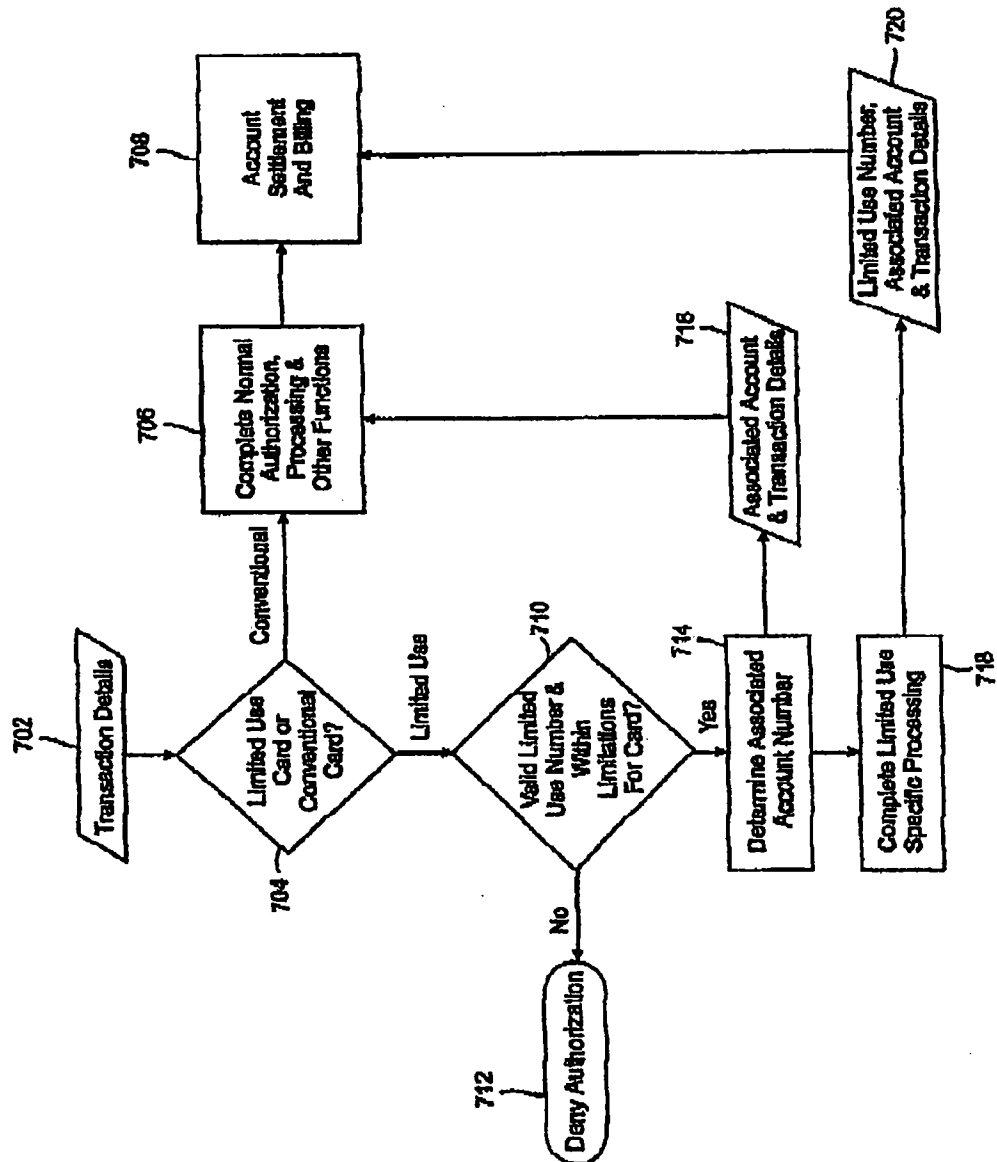 702
Transaction Details
704
Limited Use
Card or
Conventional
Card?
Conventional
706
Complete Normal
Authorization,
Processing &
Other Functions
708
Account
Settlement
And Billing
Limited Use
710
Valid Limited
Use Number &
Within
Limitations
For Card?
No
712
Deny Authorization
Yes
714
Determine Associated
Account Number
716
Associated Account
& Transaction Details
Complete Limited Use
Specific Processing
718
720
Limited Use Number,
Associated Account
& Transaction Details